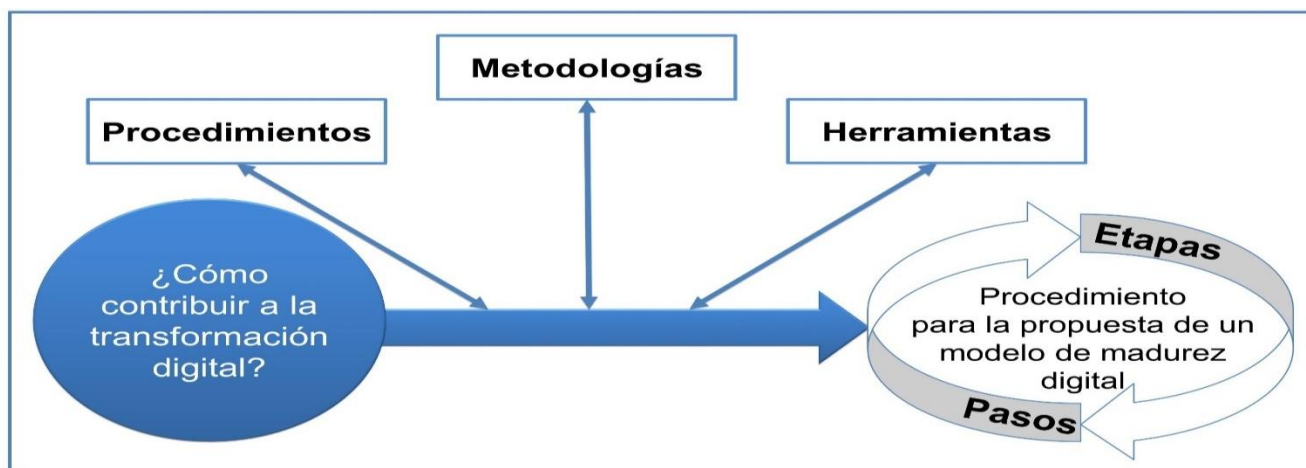 Metodologías
Procedimientos
Herramientas
¿Cómo
contribuir a la
transformación
digital?
Etapas
Procedimiento
para la propuesta de un
modelo de madurez
digital
Pasos